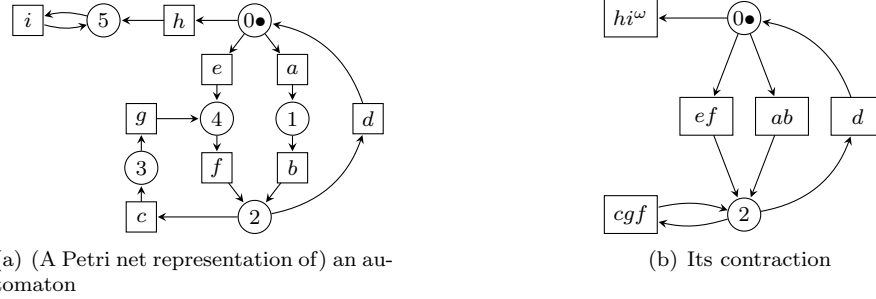 i 5 h 0●
e a
g 4 1 d
3 f b
c 2
a) (A Petri net representation of) an au-
tomaton
hi^ω 0●
ef ab d
cgf 2
(b) Its contraction